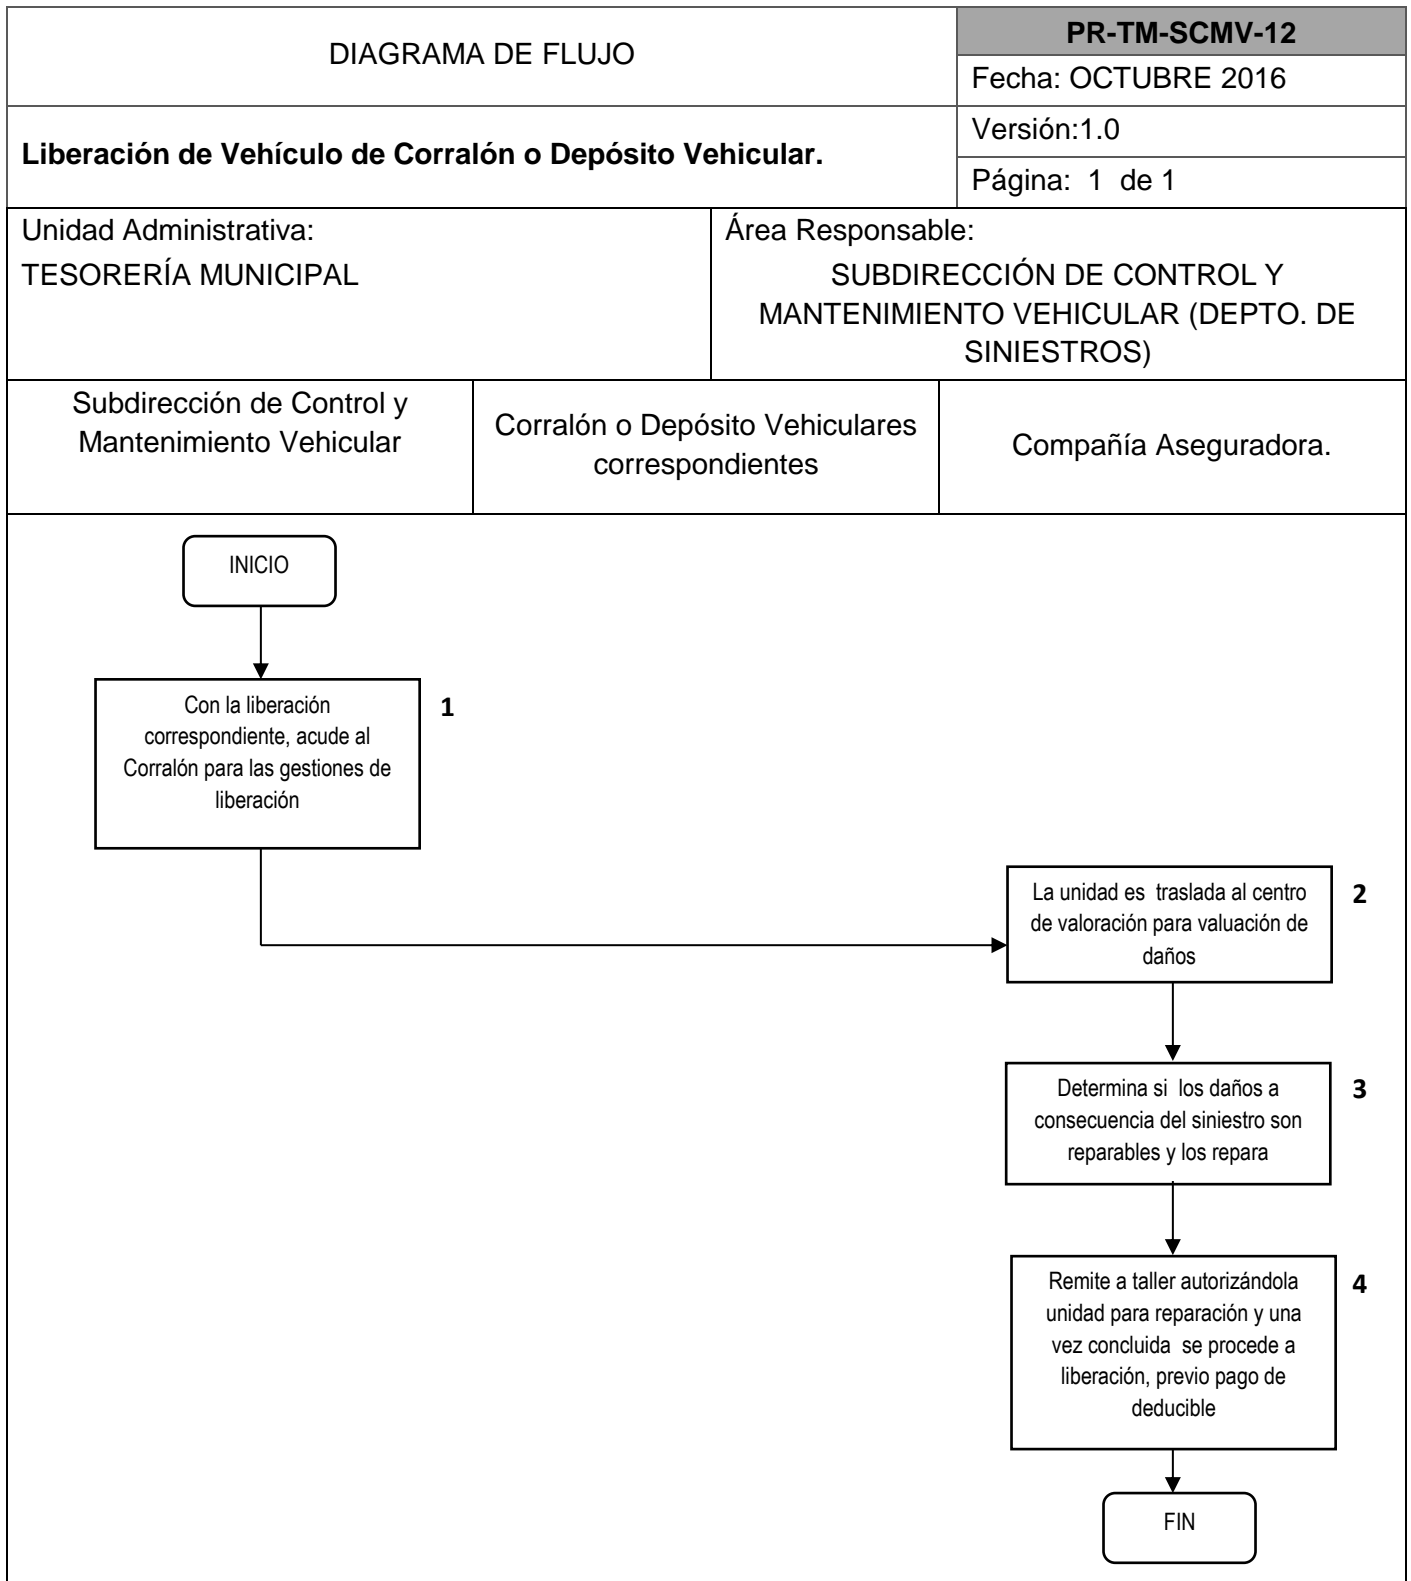 DIAGRAMA DE FLUJO
PR-TM-SCMV-12
Fecha: OCTUBRE 2016
Liberación de Vehículo de Corralón o Depósito Vehicular.
Versión:1.0
Página: 1 de 1
Unidad Administrativa:
TESORERÍA MUNICIPAL
Área Responsable:
SUBDIRECCIÓN DE CONTROL Y
MANTENIMIENTO VEHICULAR (DEPTO. DE
SINIESTROS)
Subdirección de Control y
Mantenimiento Vehicular
Corralón o Depósito Vehiculares
correspondientes
Compañía Aseguradora.
INICIO
Con la liberación
correspondiente, acude al
Corralón para las gestiones de
liberación
1
La unidad es traslada al centro
de valoración para valuación de
daños
2
Determina si los daños a
consecuencia del siniestro son
reparables y los repara
3
Remite a taller autorizándola
unidad para reparación y una
vez concluida se procede a
liberación, previo pago de
deducible
4
FIN